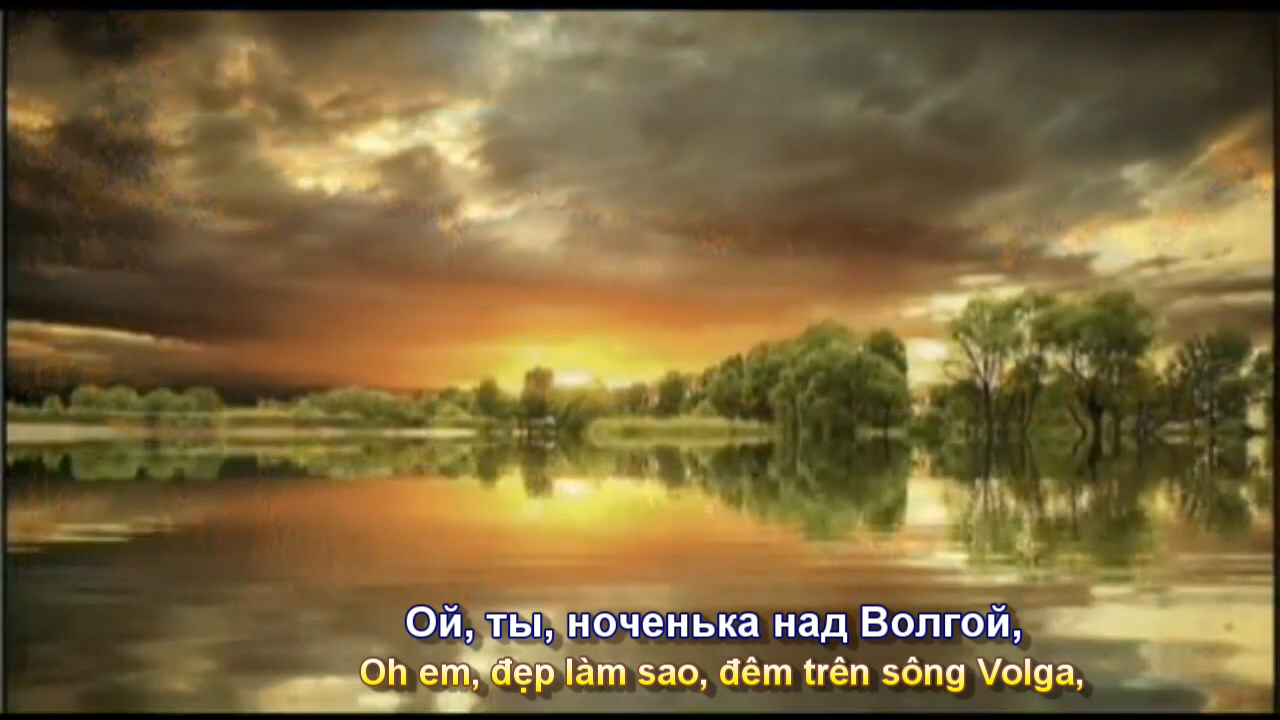 Ой, ты, ноченька над Волгой,
Oh em, đẹp làm sao, đêm trên sông Volga,